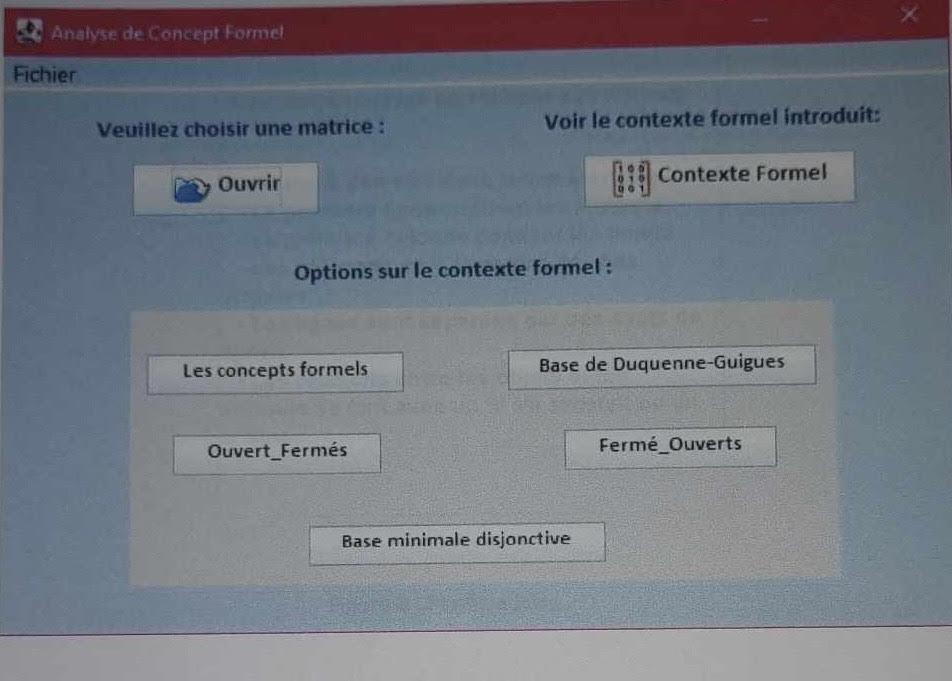 Analyse de Concept Formel
Fichier
Veuillez choisir une matrice :
Voir le contexte formel introduit:
Ouvrir
Contexte Formel
Options sur le contexte formel :
Les concepts formels
Base de Duquenne-Guigues
Ouvert_Fermés
Fermé_Ouverts
Base minimale disjonctive